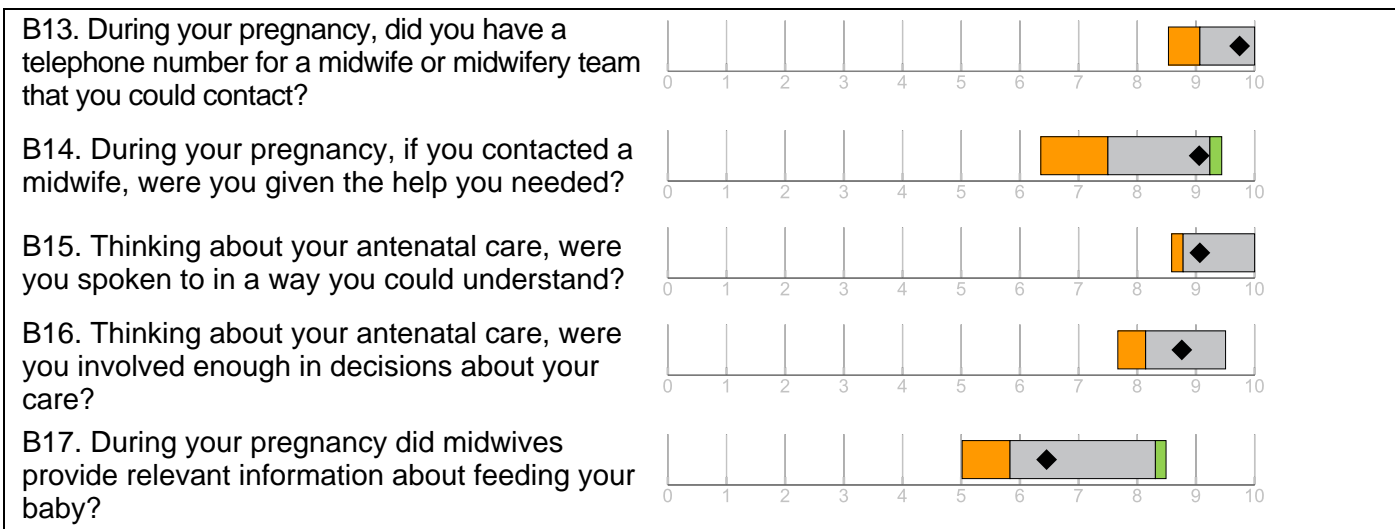 B13. During your pregnancy, did you have a
telephone number for a midwife or midwifery team
that you could contact?
0 1 2 3 4 5 6 7 8 9 10
B14. During your pregnancy, if you contacted a
midwife, were you given the help you needed?
0 1 2 3 4 5 6 7 8 9 10
B15. Thinking about your antenatal care, were
you spoken to in a way you could understand?
0 1 2 3 4 5 6 7 8 9 10
B16. Thinking about your antenatal care, were
you involved enough in decisions about your
care?
0 1 2 3 4 5 6 7 8 9 10
B17. During your pregnancy did midwives
provide relevant information about feeding your
baby?
0 1 2 3 4 5 6 7 8 9 10